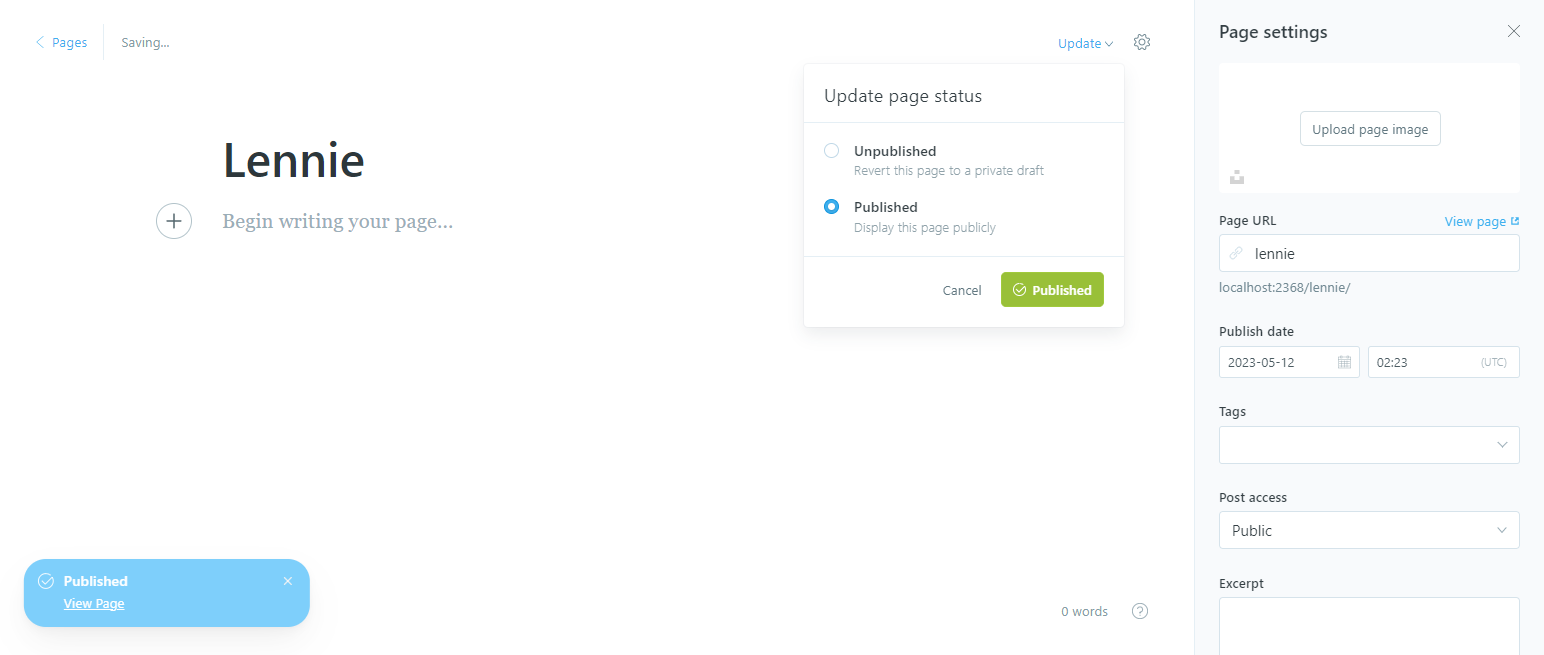 Pages
Saving...
Update
Page settings
Update page status
Lennie
Upload page image
Unpublished
Revert this page to a private draft
Begin writing your page...
Published
Display this page publicly
Page URL
View page
lennie
Cancel
Published
localhost:2368/lennie/
Publish date
2023-05-12
02:23
(UTC)
Tags
Post access
Public
Published
View Page
Excerpt
0 words